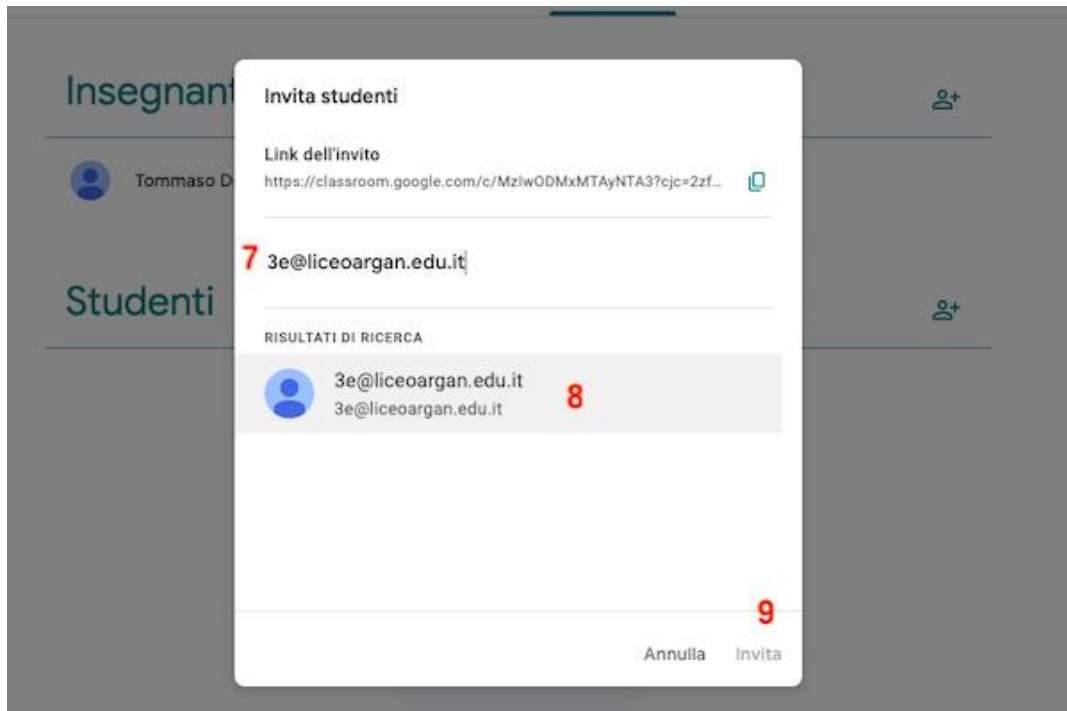 Insegnant
Tommaso D
Studenti
Invita studenti
Link dell'invito
https://classroom.google.com/c/MzIwODMxMTAyNTA3?cjc=2zf...
7 3e@liceoargan.edu.it
RISULTATI DI RICERCA
3e@liceoargan.edu.it
8
3e@liceoargan.edu.it
9
Annulla Invita